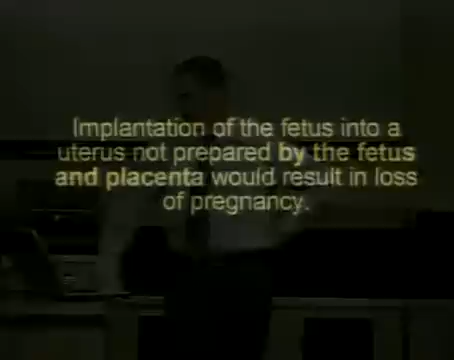 Implantation of the fetus into a
uterus not prepared by the fetus
and placenta would result in loss
of pregnancy.